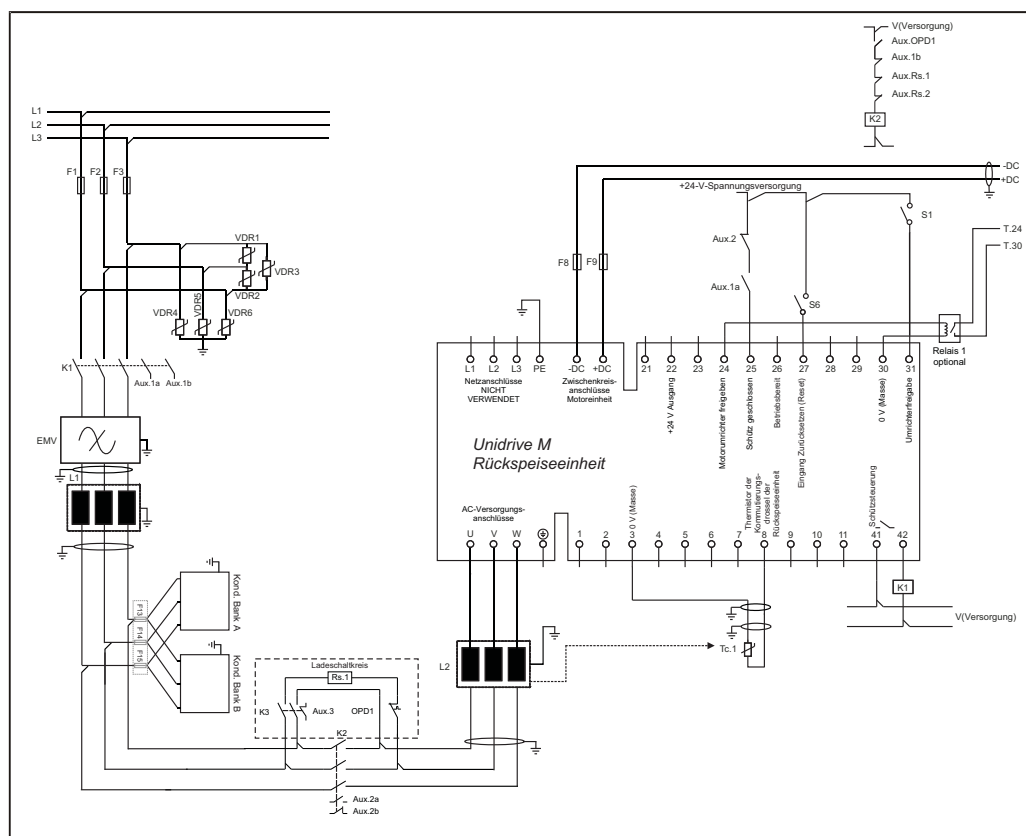 V(Versorgung)
Aux.OPD1
Aux.1b
Aux.Rs.1
Aux.Rs.2
K2
L1
L2
L3
F1
F2
F3
-DC
+DC
+24-V-Spannungsversorgung
S1
T.24
T.30
VDR1
VDR3
VDR2
VDR4
VDR5
VDR6
Aux.2
F8
F9
Aux.1a
S6
Relais 1
optional
K1
Aux.1a
Aux.1b
L1
L2
L3
PE
-DC
+DC
21
22
23
24
25
26
27
28
29
30
31
Netzanschlüsse
NICHT
VERWENDET
Zwischenkreis-
anschlüsse
Motoreinheit
+24 V Ausgang
Motorumrichter freigeben
Schütz geschlossen
Betriebsbereit
Eingang Zurücksetzen (Reset)
0 V (Masse)
Umrichterfreigabe
EMV
Unidrive M
Rückspeiseeinheit
L1
AC-Versorgungs-
anschlüsse
0 V (Masse)
Thermistor der
Kommutierungs-
drossel der
Rückspeiseeinheit
Schützsteuerung
U
V
W
1
2
3
4
5
6
7
8
9
10
11
41
42
K1
V(Versorgung)
Kond. Bank A
F13
F14
F15
Kond. Bank B
L2
Tc.1
Ladeschaltkreis
Rs.1
K3
Aux.3
OPD1
K2
Aux.2a
Aux.2b